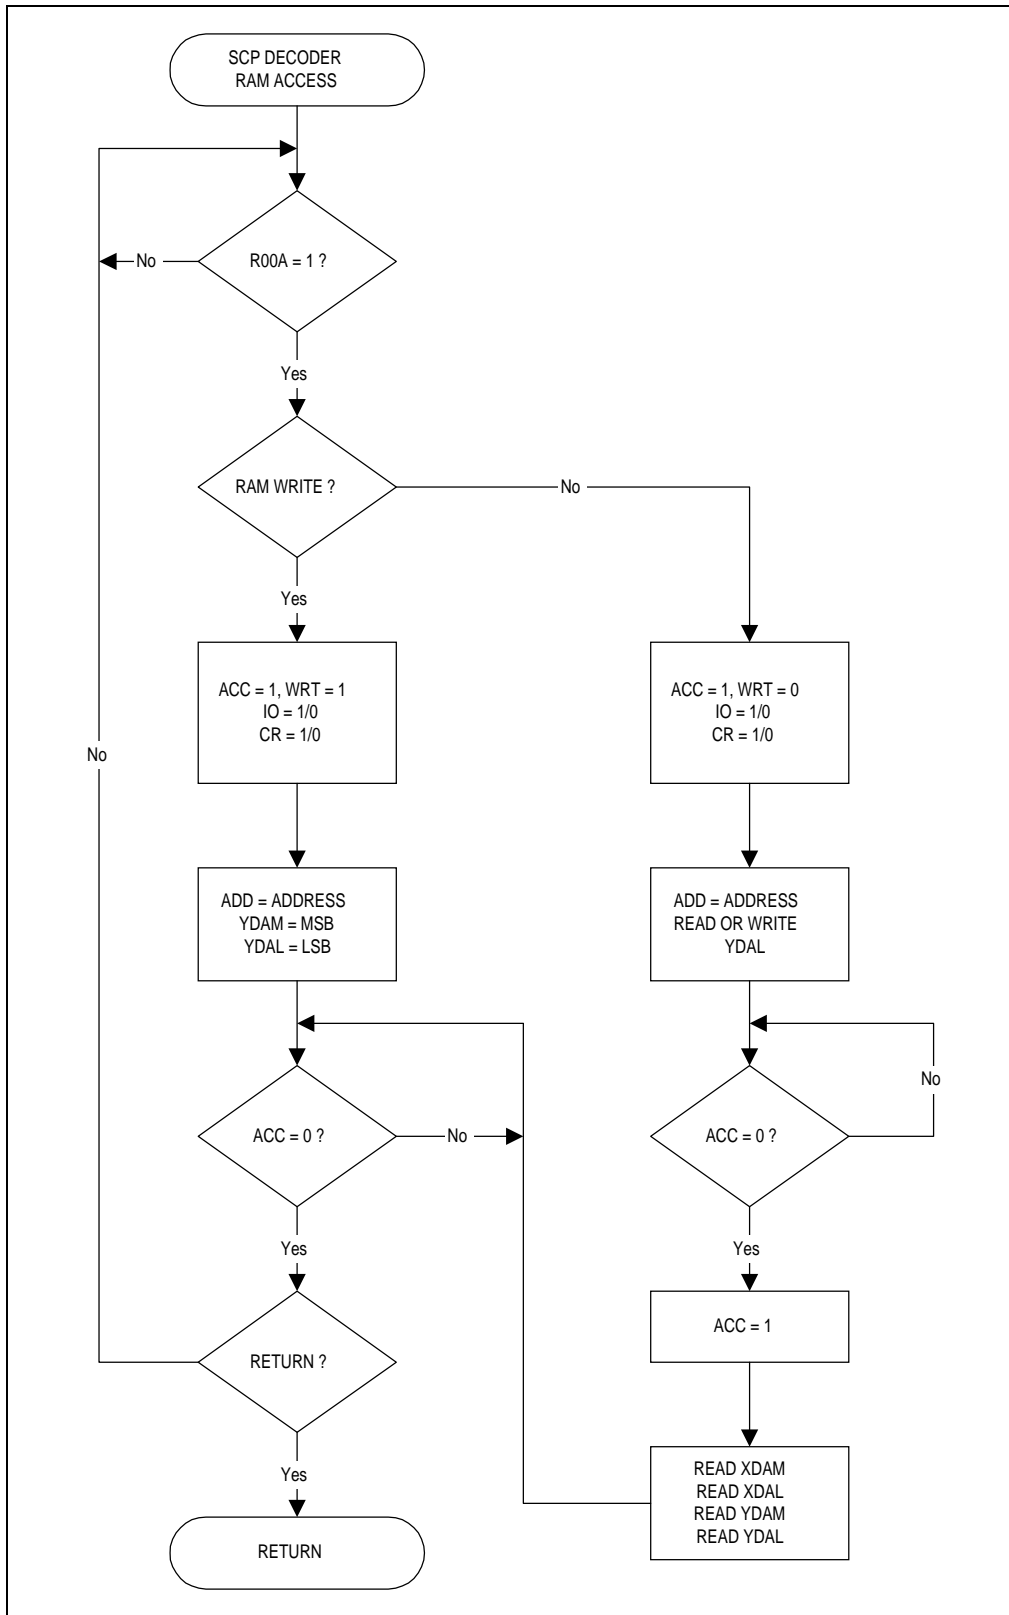 SCP DECODER
RAM ACCESS
No
R00A = 1 ?
Yes
RAM WRITE ?
No
Yes
ACC = 1, WRT = 1
IO = 1/0
CR = 1/0
ACC = 1, WRT = 0
IO = 1/0
CR = 1/0
No
ADD = ADDRESS
YDAM = MSB
YDAL = LSB
ADD = ADDRESS
READ OR WRITE
YDAL
No
ACC = 0 ?
No
ACC = 0 ?
Yes
Yes
ACC = 1
RETURN ?
Yes
READ XDAM
READ XDAL
READ YDAM
READ YDAL
RETURN